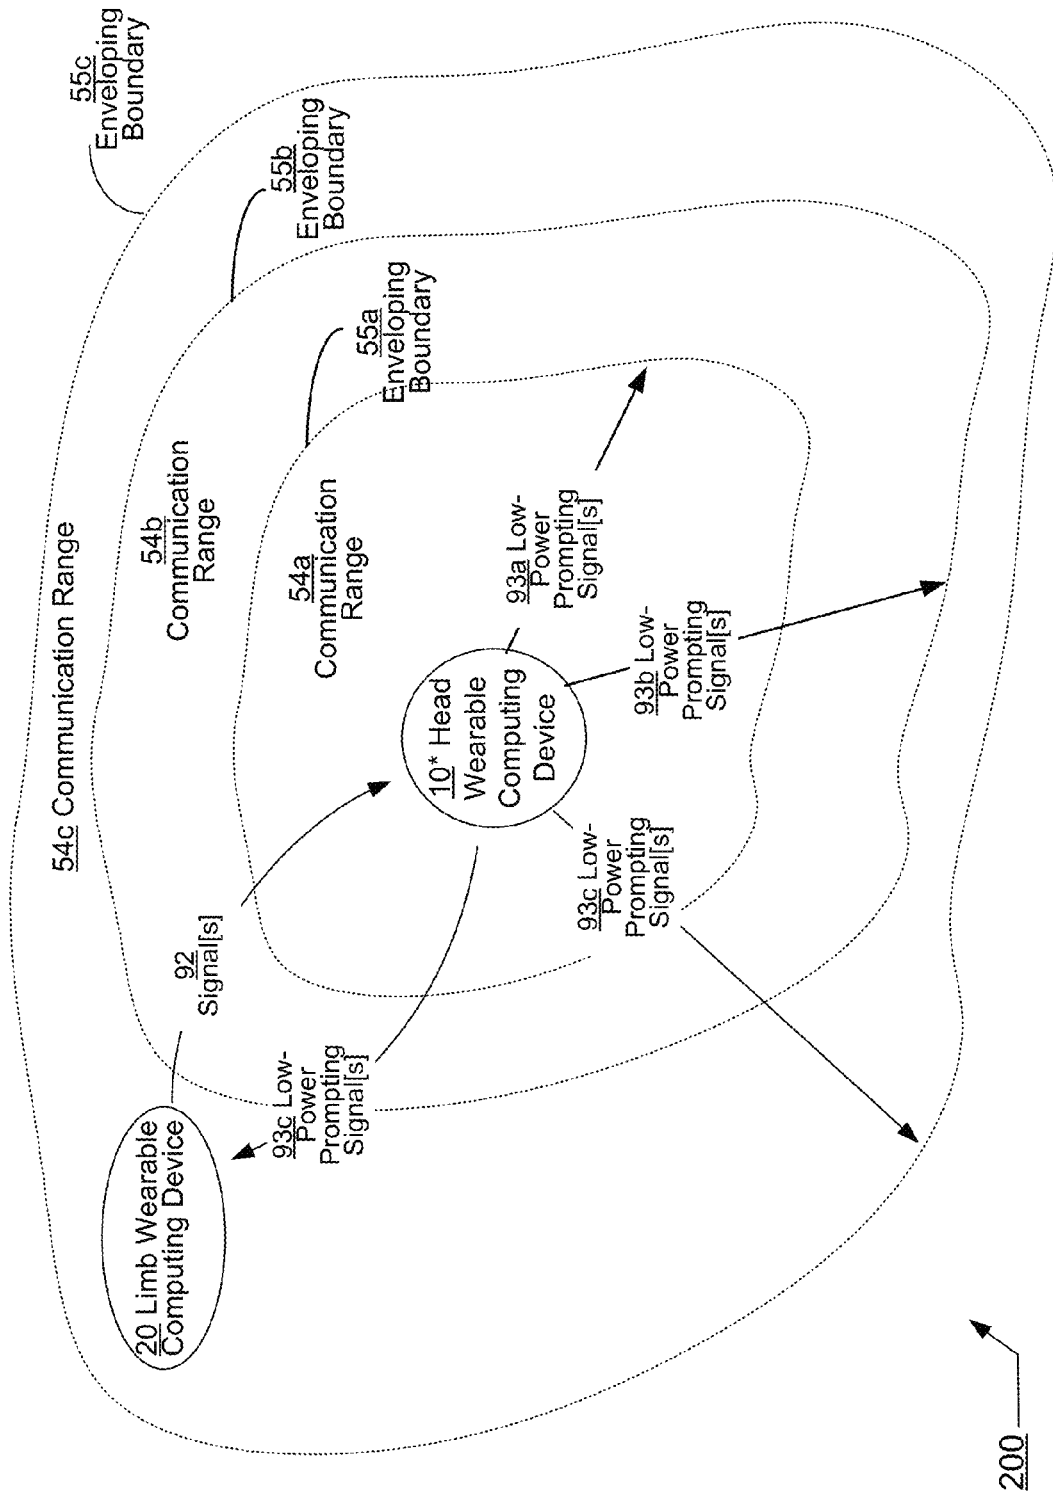 55c
Enveloping
Boundary
55b
Enveloping
Boundary
55a
Enveloping
Boundary
54c Communication Range
54b
Communication
Range
54a
Communication
Range
93a Low-
Power
Prompting
Signal[s]
93b Low-
Power
Prompting
Signal[s]
10* Head
Wearable
Computing
Device
93c Low-
Power
Prompting
Signal[s]
92
Signal[s]
93c Low-
Power
Prompting
Signal[s]
20 Limb Wearable
Computing Device
200